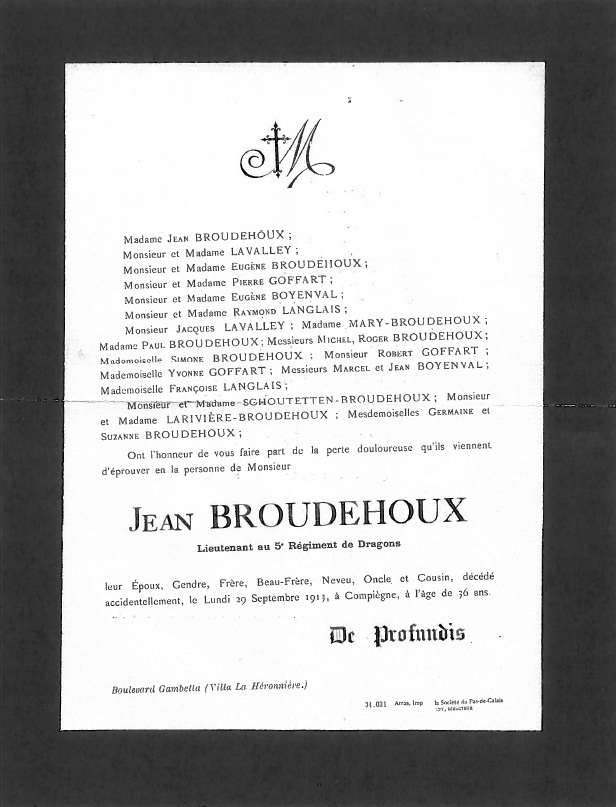 M
Madame Jean BROUDEHOUX ;
Monsieur et Madame LAVALLEY ;
Monsieur et Madame Eugène BROUDEHOUX ;
Monsieur et Madame Pierre GOFFART ;
Monsieur et Madame Eugène BOYENVAL ;
Monsieur et Madame Raymond LANGLAIS ;
Monsieur Jacques LAVALLEY ; Madame MARY-BROUDEHOUX ;
Madame Paul BROUDEHOUX ; Messieurs Michel, Roger BROUDEHOUX ;
Mademoiselle Simone BROUDEHOUX ; Monsieur Robert GOFFART ;
Mademoiselle Yvonne GOFFART ; Messieurs Marcel et Jean BOYENVAL ;
Mademoiselle Françoise LANGLAIS ;
Monsieur et Madame SCHOUTETTEN-BROUDEHOUX ; Monsieur
et Madame LARIVIÈRE-BROUDEHOUX ; Mesdemoiselles Germaine et
Suzanne BROUDEHOUX ;
Ont l'honneur de vous faire part de la perte douloureuse qu'ils viennent
d'éprouver en la personne de Monsieur
Jean BROUDEHOUX
Lieutenant au 5e Régiment de Dragons
leur Époux, Gendre, Frère, Beau-Frère, Neveu, Oncle et Cousin, décédé
accidentellement, le Lundi 29 Septembre 1913, à Compiègne, à l'âge de 36 ans.
De Profundis
Boulevard Gambetta (Villa La Héronnière.)
31.031 Arras, Imp la Société du Pas-de-Calais
DIRECTEUR